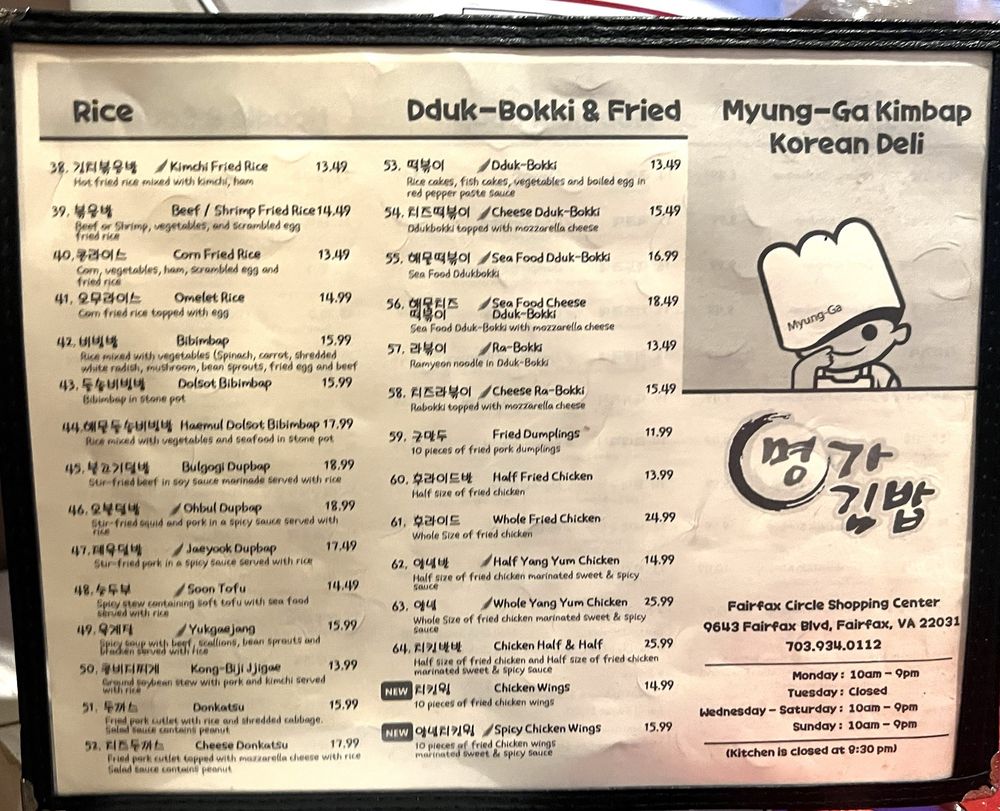 Rice
38. 김치볶음밥 Kimchi Fried Rice 13.49
Hot fried rice mixed with kimchi, ham
39. 볶음밥 Beef / Shrimp Fried Rice 14.49
Beef or Shrimp, vegetables, and scrambled egg
fried rice
40. 콘라이스 Corn Fried Rice 13.49
Corn, vegetables, ham, scrambled egg and
fried rice
41. 오무라이스 Omelet Rice 14.99
Corn fried rice topped with egg
42. 비빔밥 Bibimbap 15.99
Rice mixed with vegetables (Spinach, carrot, shredded
white radish, mushroom, bean sprouts, fried egg and beef
43. 돌솥비빔밥 Dolsot Bibimbap 15.99
Bibimbap in stone pot
44. 해물돌솥비빔밥 Haemul Dolsot Bibimbap 17.99
Rice mixed with vegetables and seafood in stone pot
45. 불고기덮밥 Bulgogi Dupbap 18.99
Stir-fried beef in soy sauce marinade served with rice
46. 오불덮밥 Ohbul Dupbap 18.99
Stir-fried squid and pork in a spicy sauce served with
rice
47. 제육덮밥 Jaeyook Dupbap 17.49
Stir-fried pork in a spicy sauce served with rice
48. 순두부 Soon Tofu 14.49
Spicy stew containing soft tofu with sea food
served with rice
49. 육계장 Yukgaejang 15.99
Spicy soup with beef, scallions, bean sprouts and
bracken served with rice
50. 콩비지찌게 Kong-Biji Jjigae 13.99
Ground soybean stew with pork and kimchi served
with rice
51. 돈까스 Donkatsu 15.99
Fried pork cutlet with rice and shredded cabbage.
Salad sauce contains peanut
52. 치즈돈까스 Cheese Donkatsu 17.99
Fried pork cutlet topped with mozzarella cheese with rice
Salad sauce contains peanut
Dduk-Bokki & Fried
53. 떡볶이 Dduk-Bokki 13.49
Rice cakes, fish cakes, vegetables and boiled egg in
red pepper paste sauce
54. 치즈떡볶이 Cheese Dduk-Bokki 15.49
Ddukbokki topped with mozzarella cheese
55. 해물떡볶이 Sea Food Dduk-Bokki 16.99
Sea Food Ddukbokki
56. 해물치즈 Sea Food Cheese 18.49
떡볶이 Dduk-Bokki
Sea Food Dduk-Bokki with mozzarella cheese
57. 라볶이 Ra-Bokki 13.49
Ramyeon noodle in Dduk-Bokki
58. 치즈라볶이 Cheese Ra-Bokki 15.49
Rabokki topped with mozzarella cheese
59. 군만두 Fried Dumplings 11.99
10 pieces of fried pork dumplings
60. 후라이드반 Half Fried Chicken 13.99
Half size of fried chicken
61. 후라이드 Whole Fried Chicken 24.99
Whole Size of fried chicken
62. 양념반 Half Yang Yum Chicken 14.99
Half size of fried chicken marinated sweet & spicy
sauce
63. 양념 Whole Yang Yum Chicken 25.99
Whole Size of fried chicken marinated sweet & spicy
sauce
64. 치킨반반 Chicken Half & Half 25.99
Half size of fried chicken and Half size of fried chicken
marinated sweet & spicy sauce
NEW 치킨윙 Chicken Wings 14.99
10 pieces of fried chicken wings
NEW 양념치킨윙 Spicy Chicken Wings 15.99
10 pieces of fried Chicken wings
marinated sweet & spicy sauce
Myung-Ga Kimbap
Korean Deli
Myung-Ga
명가
김밥
Fairfax Circle Shopping Center
9643 Fairfax Blvd, Fairfax, VA 22031
703.934.0112
Monday: 10am - 9pm
Tuesday: Closed
Wednesday - Saturday: 10am - 9pm
Sunday: 10am - 9pm
(Kitchen is closed at 8:30 pm)